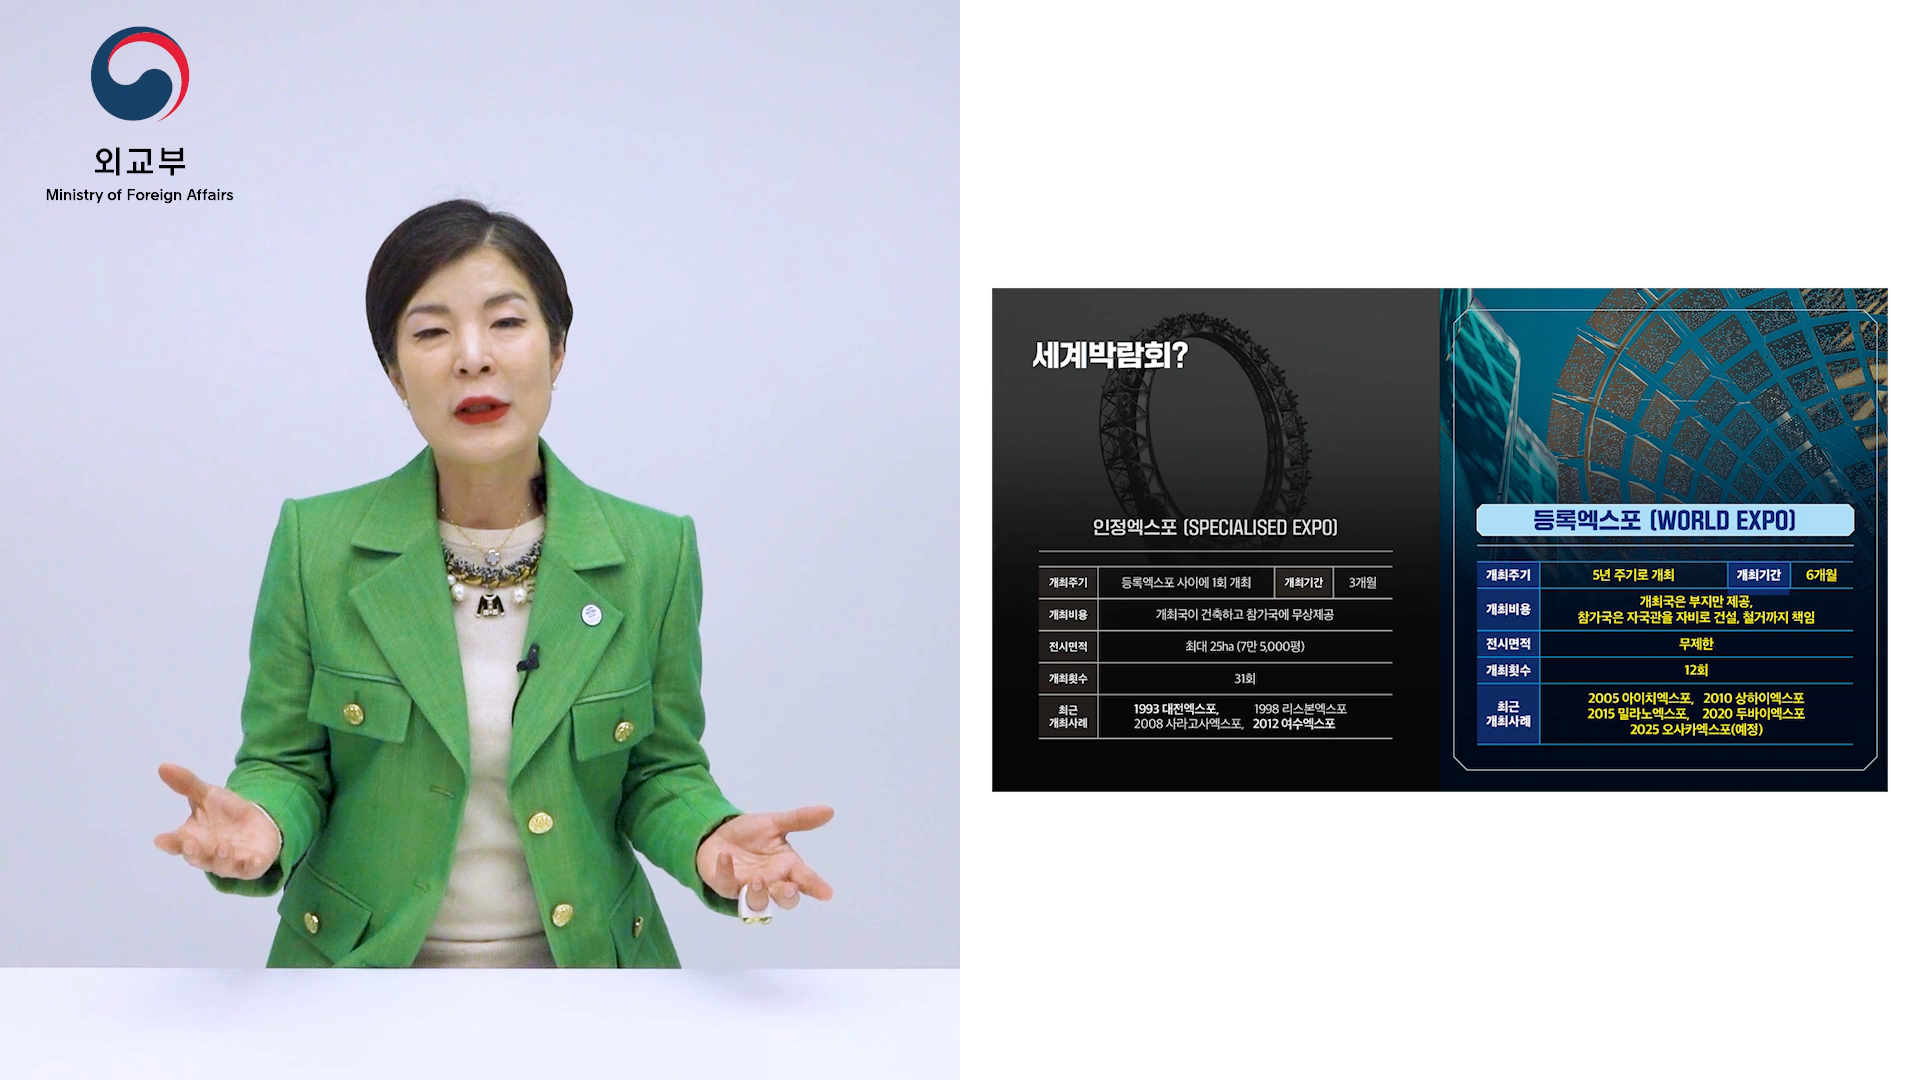 외교부
Ministry of Foreign Affairs
세계박람회?
인정엑스포 (SPECIALISED EXPO)
개최주기 등록엑스포 사이에 1회 개최 개최기간 3개월
개최비용 개최국이 건축하고 참가국에 무상제공
전시면적 최대 25ha (7만 5,000평)
개최횟수 31회
최근
개최사례
1993 대전엑스포, 1998 리스본엑스포
2008 사라고사엑스포, 2012 여수엑스포
등록엑스포 (WORLD EXPO)
개최주기 5년 주기로 개최 개최기간 6개월
개최비용
개최국은 부지만 제공,
참가국은 자국관을 자비로 건설, 철거까지 책임
전시면적 무제한
개최횟수 12회
최근
개최사례
2005 아이치엑스포, 2010 상하이엑스포
2015 밀라노엑스포, 2020 두바이엑스포
2025 오사카엑스포(예정)